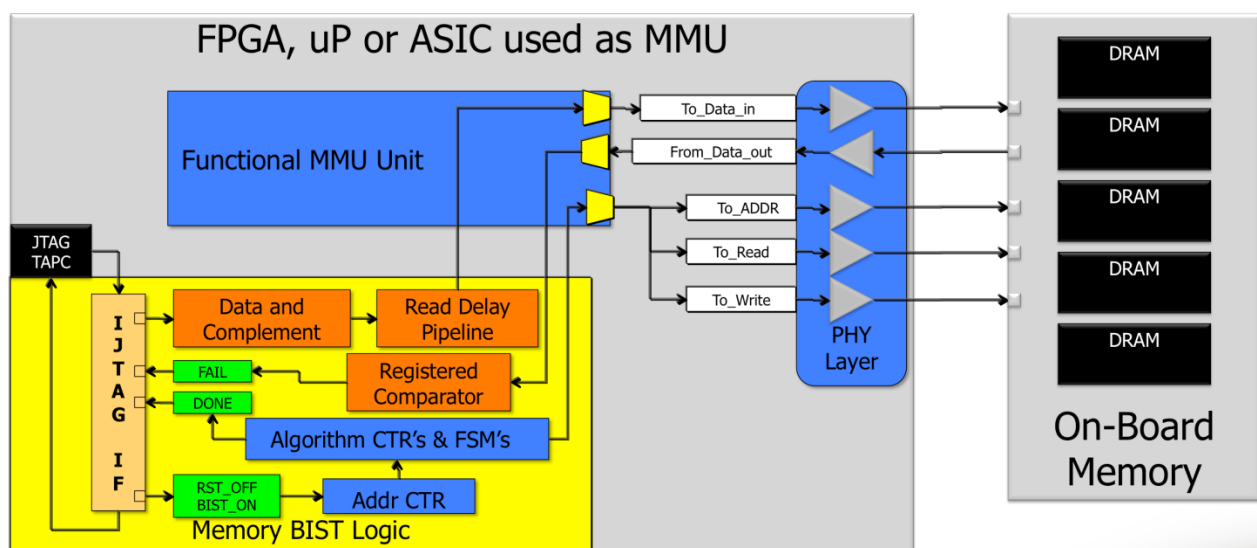 FPGA, uP or ASIC used as MMU
DRAM
To_Data_in
Functional MMU Unit
From_Data_out
DRAM
To_ADDR
DRAM
JTAG
TAPC
To_Read
DRAM
To_Write
I
J
T
A
G
I
F
Data and
Complement
Read Delay
Pipeline
PHY
Layer
DRAM
FAIL
Registered
Comparator
DONE
Algorithm CTR's & FSM's
RST_OFF
BIST_ON
Addr CTR
Memory BIST Logic
On-Board
Memory